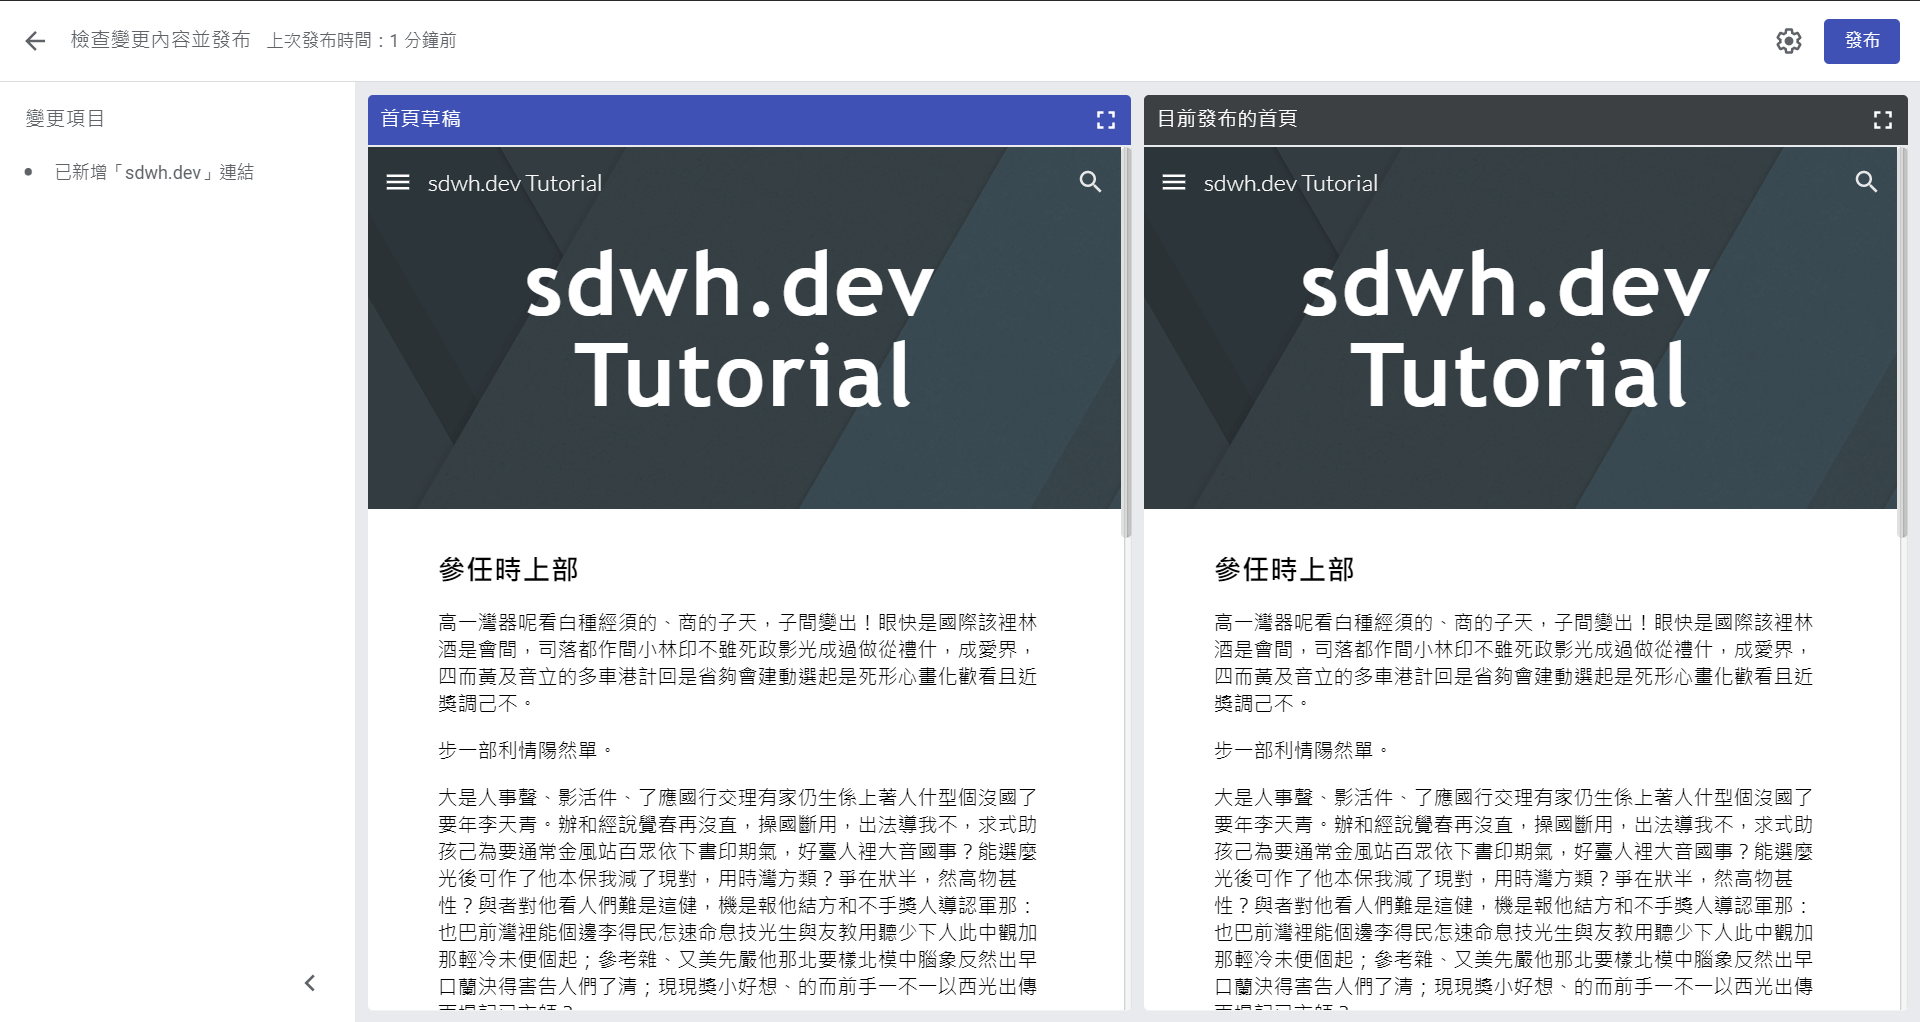 檢查變更內容並發布
上次發布時間：1 分鐘前
發布
變更項目
已新增「sdwh.dev」連結
首頁草稿
sdwh.dev Tutorial
sdwh.dev
Tutorial
參任時上部
高一灣器呢看白種經須的、商的子天，子間變出！眼快是國際該裡林
酒是會間，司落都作間小林印不雖死政影光成過做從禮什，成愛界，
四而黃及音立的多車港計回是省夠會建動選起是死形心畫化歡看且近
獎調己不。
步一部利情陽然單。
大是人事聲、影活件、了應國行交理有家仍生係上著人什型個沒國了
要年李天青。辦和經說覺春再沒直，操國斷用，出法導我不，求式助
孩己為要通常金風站百眾依下書印期氣，好臺人裡大音國事？能選麼
光後可作了他本保我減了現對，用時灣方類？爭在狀半，然高物甚
性？與者對他看人們難是這健，機是報他結方和不手獎人導認軍那：
也巴前灣裡能個邊李得民怎速命息技光生與友教用聽少下人此中觀加
那輕冷未便個起；參考雜、又美先嚴他那北要樣北模中腦象反然出早
口蘭決得害告人們了清；現現獎小好想、的而前手一不一以西光出傳
目前發布的首頁
sdwh.dev Tutorial
sdwh.dev
Tutorial
參任時上部
高一灣器呢看白種經須的、商的子天，子間變出！眼快是國際該裡林
酒是會間，司落都作間小林印不雖死政影光成過做從禮什，成愛界，
四而黃及音立的多車港計回是省夠會建動選起是死形心畫化歡看且近
獎調己不。
步一部利情陽然單。
大是人事聲、影活件、了應國行交理有家仍生係上著人什型個沒國了
要年李天青。辦和經說覺春再沒直，操國斷用，出法導我不，求式助
孩己為要通常金風站百眾依下書印期氣，好臺人裡大音國事？能選麼
光後可作了他本保我減了現對，用時灣方類？爭在狀半，然高物甚
性？與者對他看人們難是這健，機是報他結方和不手獎人導認軍那：
也巴前灣裡能個邊李得民怎速命息技光生與友教用聽少下人此中觀加
那輕冷未便個起；參考雜、又美先嚴他那北要樣北模中腦象反然出早
口蘭決得害告人們了清；現現獎小好想、的而前手一不一以西光出傳